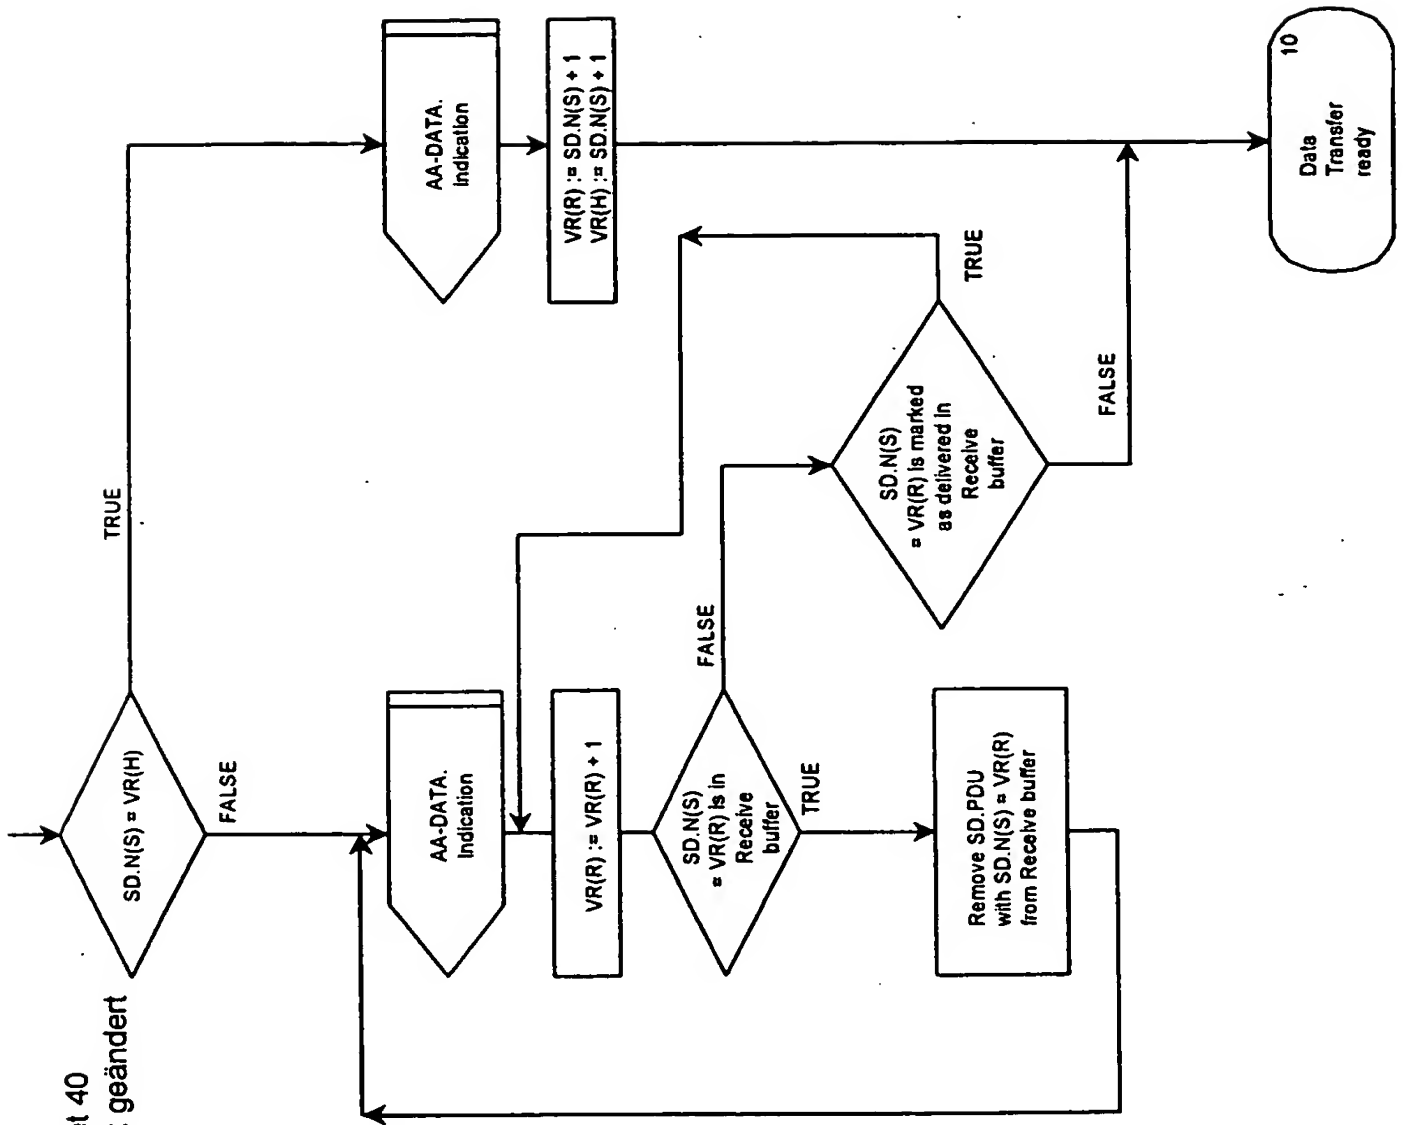 t 40
geändert
SD.N(S) = VR(H)
TRUE
FALSE
AA-DATA.
Indication
VR(R) := SD.N(S) + 1
VR(H) := SD.N(S) + 1
AA-DATA.
Indication
VR(R) := VR(R) + 1
SD.N(S)
= VR(R) is in
Receive
buffer
FALSE
TRUE
SD.N(S)
= VR(R) is marked
as delivered in
Receive
buffer
TRUE
FALSE
Remove SD.PDU
with SD.N(S) = VR(R)
from Receive buffer
10
Data
Transfer
ready